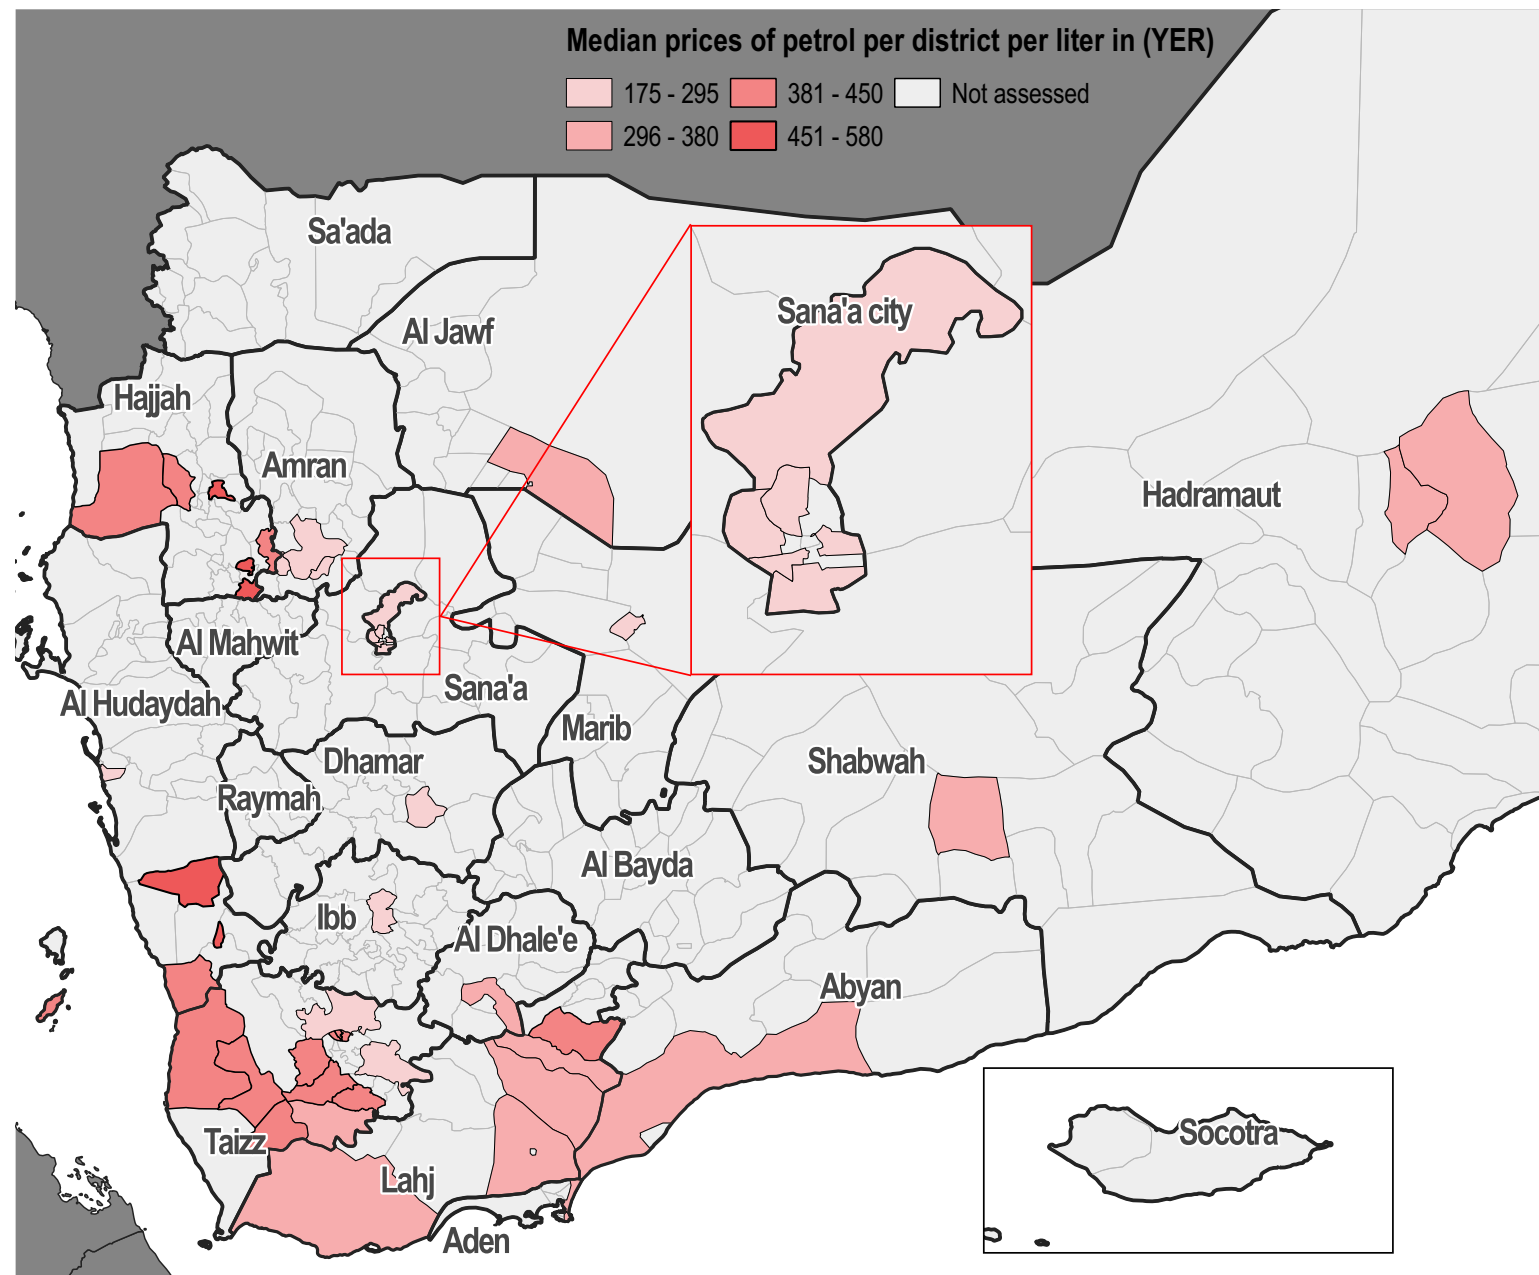 Median prices of petrol per district per liter in (YER)
175 - 295
381 - 450
Not assessed
296 - 380
451 - 580
Sa'ada
Al Jawf
Sana'a city
Hajjah
Amran
Hadramaut
Al Mahwit
Sana'a
Al Hudaydah
Marib
Dhamar
Shabwah
Raymah
Al Bayda
Ibb
Al Dhale'e
Abyan
Taizz
Socotra
Lahj
Aden